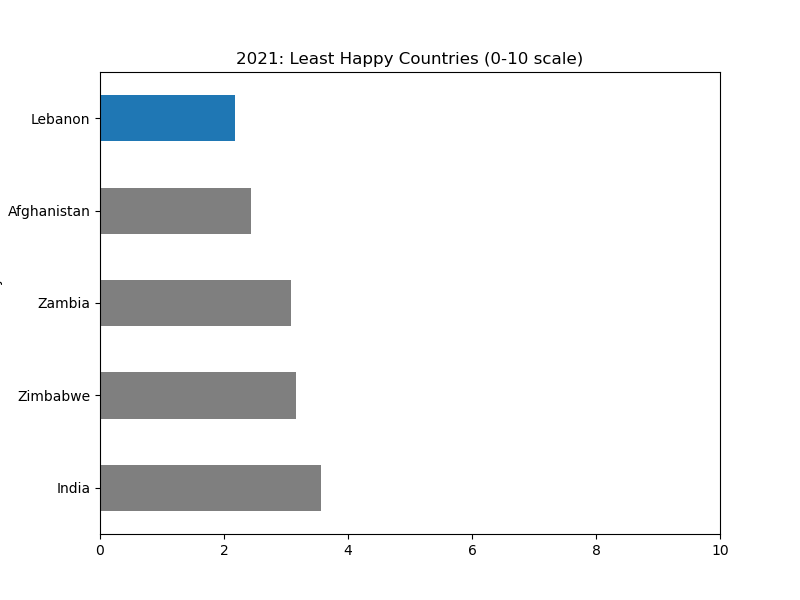 2021: Least Happy Countries (0-10 scale)
Lebanon
Afghanistan
Zambia
Zimbabwe
India
0 2 4 6 8 10